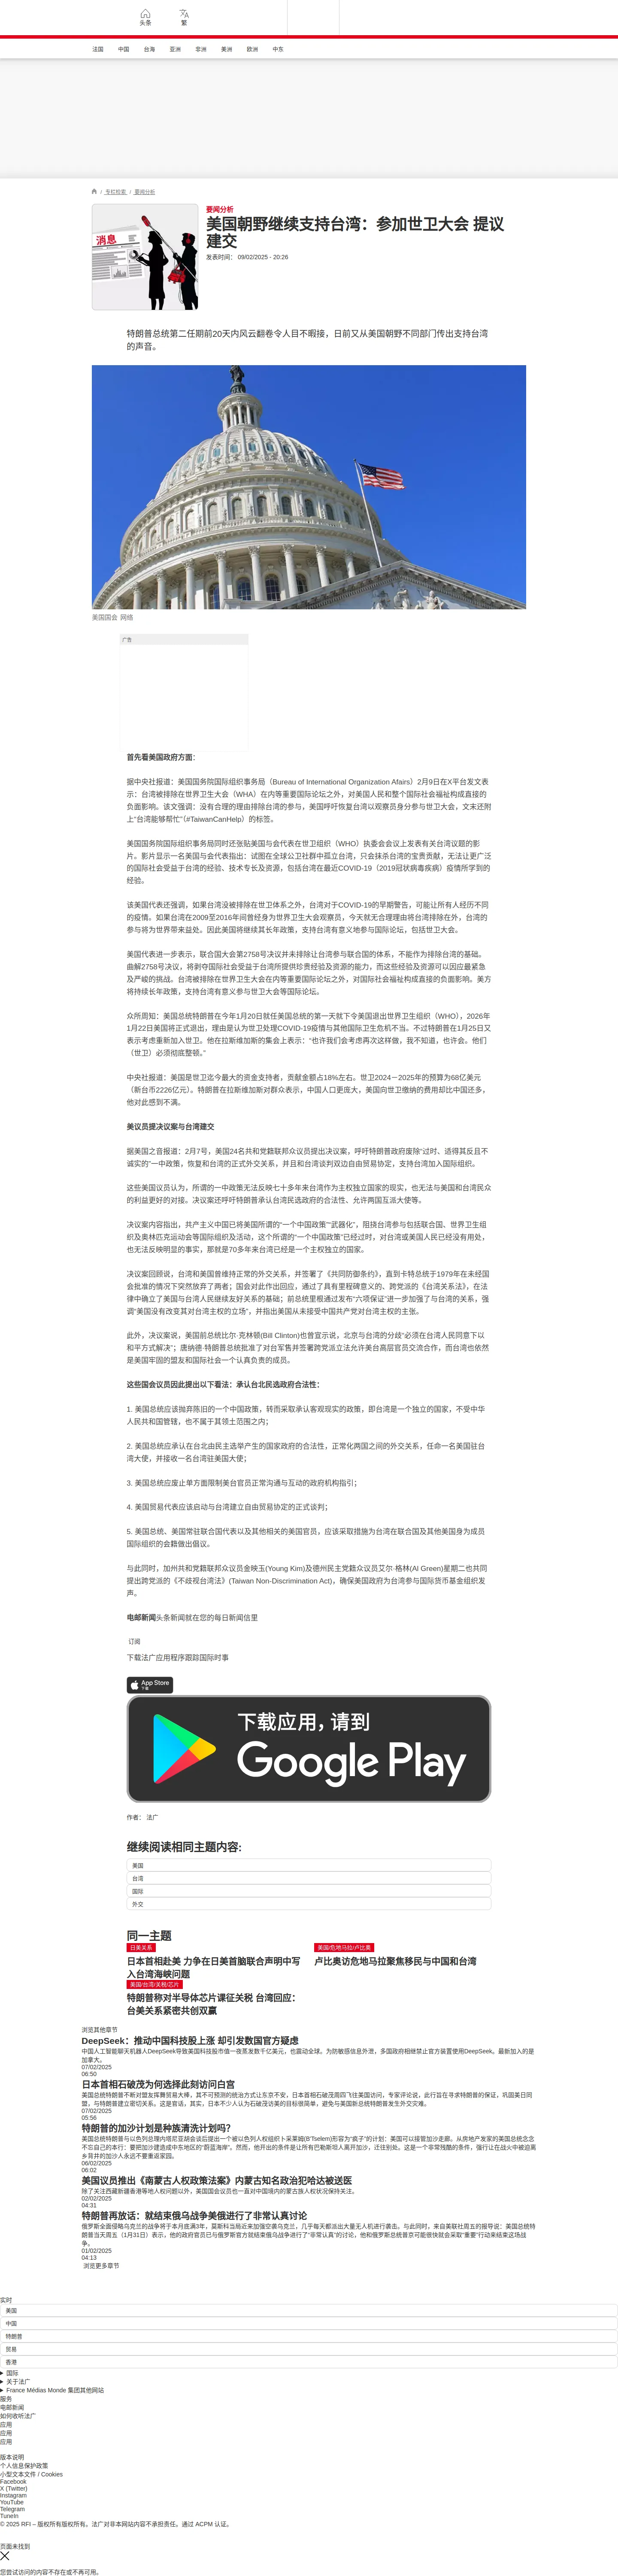 头条
繁
法国
中国
台海
亚洲
非洲
美洲
欧洲
中东
/ 专栏检索 / 要闻分析
消息
要闻分析
美国朝野继续支持台湾：参加世卫大会 提议
建交
发表时间： 09/02/2025 - 20:26
特朗普总统第二任期前20天内风云翻卷令人目不暇接，日前又从美国朝野不同部门传出支持台湾
的声音。
美国国会 网络
广告
首先看美国政府方面：
据中央社报道：美国国务院国际组织事务局（Bureau of International Organization Afairs）2月9日在X平台发文表
示：台湾被排除在世界卫生大会（WHA）在内等重要国际论坛之外，对美国人民和整个国际社会福祉构成直接的
负面影响。该文强调：没有合理的理由排除台湾的参与，美国呼吁恢复台湾以观察员身分参与世卫大会，文末还附
上“台湾能够帮忙”（#TaiwanCanHelp）的标签。
美国国务院国际组织事务局同时还张贴美国与会代表在世卫组织（WHO）执委会会议上发表有关台湾议题的影
片。影片显示一名美国与会代表指出：试图在全球公卫社群中孤立台湾，只会抹杀台湾的宝贵贡献，无法让更广泛
的国际社会受益于台湾的经验、技术专长及资源，包括台湾在最近COVID-19（2019冠状病毒疾病）疫情所学到的
经验。
该美国代表还强调，如果台湾没被排除在世卫体系之外，台湾对于COVID-19的早期警告，可能让所有人经历不同
的疫情。如果台湾在2009至2016年间曾经身为世界卫生大会观察员，今天就无合理理由将台湾排除在外，台湾的
参与将为世界带来益处。因此美国将继续其长年政策，支持台湾有意义地参与国际论坛，包括世卫大会。
美国代表进一步表示，联合国大会第2758号决议并未排除让台湾参与联合国的体系，不能作为排除台湾的基础。
曲解2758号决议，将剥夺国际社会受益于台湾所提供珍贵经验及资源的能力，而这些经验及资源可以因应最紧急
及严峻的挑战。台湾被排除在世界卫生大会在内等重要国际论坛之外，对国际社会福祉构成直接的负面影响。美方
将持续长年政策，支持台湾有意义参与世卫大会等国际论坛。
众所周知：美国总统特朗普在今年1月20日就任美国总统的第一天就下令美国退出世界卫生组织（WHO），2026年
1月22日美国将正式退出，理由是认为世卫处理COVID-19疫情与其他国际卫生危机不当。不过特朗普在1月25日又
表示考虑重新加入世卫。他在拉斯维加斯的集会上表示：“也许我们会考虑再次这样做，我不知道，也许会。他们
（世卫）必须彻底整顿。”
中央社报道：美国是世卫迄今最大的资金支持者，贡献金额占18%左右。世卫2024－2025年的预算为68亿美元
（新台币2226亿元）。特朗普在拉斯维加斯对群众表示，中国人口更庞大，美国向世卫缴纳的费用却比中国还多，
他对此感到不满。
美议员提决议案与台湾建交
据美国之音报道：2月7号，美国24名共和党籍联邦众议员提出决议案，呼吁特朗普政府废除“过时、适得其反且不
诚实的”一中政策，恢复和台湾的正式外交关系，并且和台湾谈判双边自由贸易协定，支持台湾加入国际组织。
这些美国议员认为，所谓的一中政策无法反映七十多年来台湾作为主权独立国家的现实，也无法与美国和台湾民众
的利益更好的对接。决议案还呼吁特朗普承认台湾民选政府的合法性、允许两国互派大使等。
决议案内容指出，共产主义中国已将美国所谓的“一个中国政策”“武器化”，阻挠台湾参与包括联合国、世界卫生组
织及奥林匹克运动会等国际组织及活动，这个所谓的“一个中国政策”已经过时，对台湾或美国人民已经没有用处，
也无法反映明显的事实，那就是70多年来台湾已经是一个主权独立的国家。
决议案回顾说，台湾和美国曾维持正常的外交关系，并签署了《共同防御条约》，直到卡特总统于1979年在未经国
会批准的情况下突然放弃了两者；国会对此作出回应，通过了具有里程碑意义的、跨党派的《台湾关系法》，在法
律中确立了美国与台湾人民继续友好关系的基础；前总统里根通过发布“六项保证”进一步加强了与台湾的关系，强
调“美国没有改变其对台湾主权的立场”，并指出美国从未接受中国共产党对台湾主权的主张。
此外，决议案说，美国前总统比尔·克林顿(Bill Clinton)也曾宣示说，北京与台湾的分歧“必须在台湾人民同意下以
和平方式解决”；唐纳德·特朗普总统批准了对台军售并签署跨党派立法允许美台高层官员交流合作，而台湾也依然
是美国牢固的盟友和国际社会一个认真负责的成员。
这些国会议员因此提出以下看法：承认台北民选政府合法性：
1. 美国总统应该抛弃陈旧的一个中国政策，转而采取承认客观现实的政策，即台湾是一个独立的国家，不受中华
人民共和国管辖，也不属于其领土范围之内；
2. 美国总统应承认在台北由民主选举产生的国家政府的合法性，正常化两国之间的外交关系，任命一名美国驻台
湾大使，并接收一名台湾驻美国大使；
3. 美国总统应废止单方面限制美台官员正常沟通与互动的政府机构指引；
4. 美国贸易代表应该启动与台湾建立自由贸易协定的正式谈判；
5. 美国总统、美国常驻联合国代表以及其他相关的美国官员，应该采取措施为台湾在联合国及其他美国身为成员
国际组织的会籍做出倡议。
与此同时，加州共和党籍联邦众议员金映玉(Young Kim)及德州民主党籍众议员艾尔·格林(Al Green)星期二也共同
提出跨党派的《不歧视台湾法》(Taiwan Non-Discrimination Act)，确保美国政府为台湾参与国际货币基金组织发
声。
电邮新闻头条新闻就在您的每日新闻信里
订阅
下载法广应用程序跟踪国际时事
App Store
下载
下载应用，请到
Google Play
作者： 法广
继续阅读相同主题内容:
美国
台湾
国际
外交
同一主题
日美关系
日本首相赴美 力争在日美首脑联合声明中写
入台湾海峡问题
美国/危地马拉/卢比奥
卢比奥访危地马拉聚焦移民与中国和台湾
美国/台湾/关税/芯片
特朗普称对半导体芯片课征关税 台湾回应：
台美关系紧密共创双赢
浏览其他章节
DeepSeek：推动中国科技股上涨 却引发数国官方疑虑
中国人工智能聊天机器人DeepSeek导致美国科技股市值一夜蒸发数千亿美元，也震动全球。为防敏感信息外泄，多国政府相继禁止官方装置使用DeepSeek。最新加入的是
加拿大。
07/02/2025
06:50
日本首相石破茂为何选择此刻访问白宫
美国总统特朗普不断对盟友挥舞贸易大棒，其不可预测的统治方式让东京不安，日本首相石破茂周四飞往美国访问，专家评论说，此行旨在寻求特朗普的保证，巩固美日同
盟，与特朗普建立密切关系。这是官话。其实，日本不少人认为石破茂访美的目标很简单，避免与美国新总统特朗普发生外交灾难。
07/02/2025
05:56
特朗普的加沙计划是种族清洗计划吗？
美国总统特朗普与以色列总理内塔尼亚胡会谈后提出一个被以色列人权组织卜采莱姆(B'Tselem)形容为“疯子”的计划：美国可以接管加沙走廊。从房地产发家的美国总统念念
不忘自己的本行：要把加沙建造成中东地区的“蔚蓝海岸”。然而，他开出的条件是让所有巴勒斯坦人离开加沙，迁往别处。这是一个非常残酷的条件，强行让在战火中被迫离
乡背井的加沙人永远不要重返家园。
06/02/2025
06:02
美国议员推出《南蒙古人权政策法案》内蒙古知名政治犯哈达被送医
除了关注西藏新疆香港等地人权问题以外，美国国会议员也一直对中国境内的蒙古族人权状况保持关注。
02/02/2025
04:31
特朗普再放话：就结束俄乌战争美俄进行了非常认真讨论
俄罗斯全面侵略乌克兰的战争将于本月底满3年，莫斯科当局近来加强空袭乌克兰，几乎每天都派出大量无人机进行袭击。与此同时，来自美联社周五的报导说：美国总统特
朗普当天周五（1月31日）表示，他的政府官员已与俄罗斯官方就结束俄乌战争进行了“非常认真”的讨论，他和俄罗斯总统普京可能很快就会采取“重要”行动来结束这场战
争。
01/02/2025
04:13
浏览更多章节
实时
美国
中国
特朗普
贸易
香港
国际
关于法广
France Médias Monde 集团其他网站
服务
电邮新闻
如何收听法广
应用
应用
应用
版本说明
个人信息保护政策
小型文本文件 / Cookies
Facebook
X (Twitter)
Instagram
YouTube
Telegram
TuneIn
© 2025 RFI – 版权所有版权所有。法广对非本网站内容不承担责任。通过 ACPM 认证。
页面未找到
您尝试访问的内容不存在或不再可用。